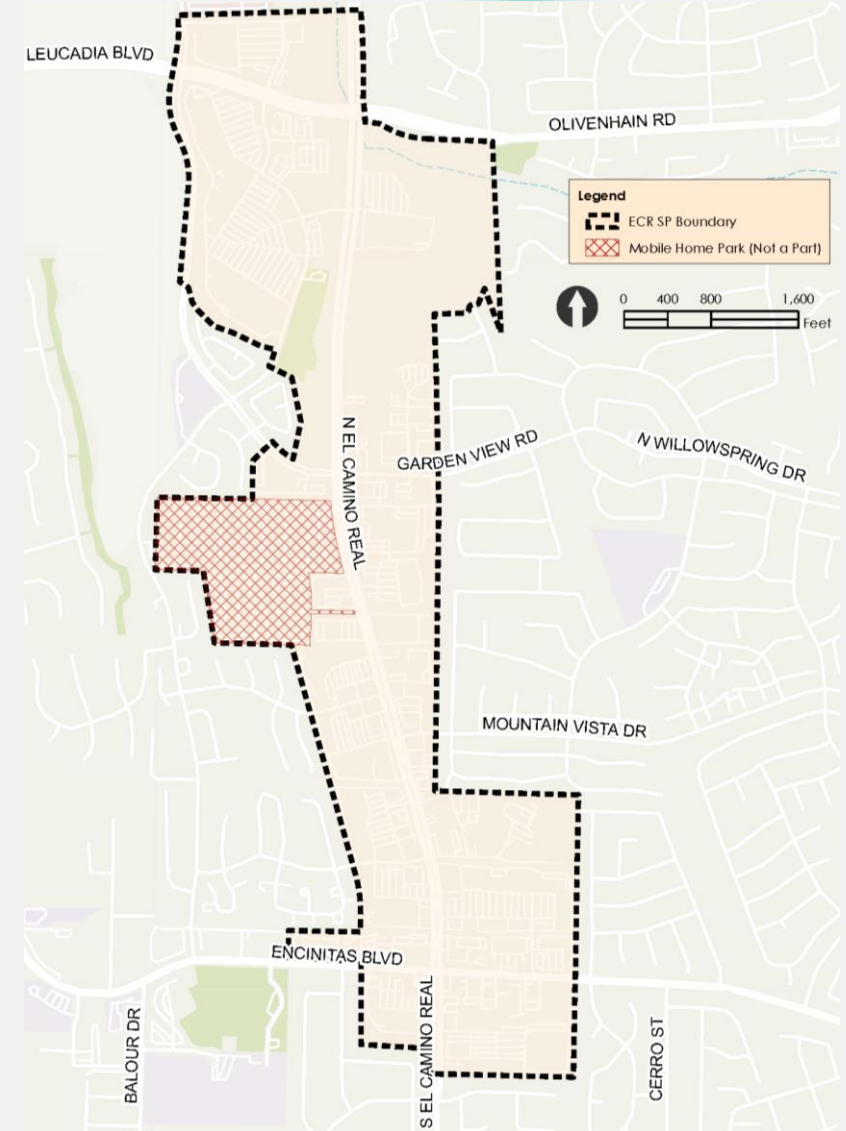 LEUCADIA BLVD
OLIVENHAIN RD
Legend
ECR SP Boundary
Mobile Home Park (Not a Part)
0 400 800 1,600
Feet
N EL CAMINO REAL
GARDEN VIEW RD
N WILLOWSPRING DR
MOUNTAIN VISTA DR
ENCINITAS BLVD
BALOUR DR
S EL CAMINO REAL
CERRO ST